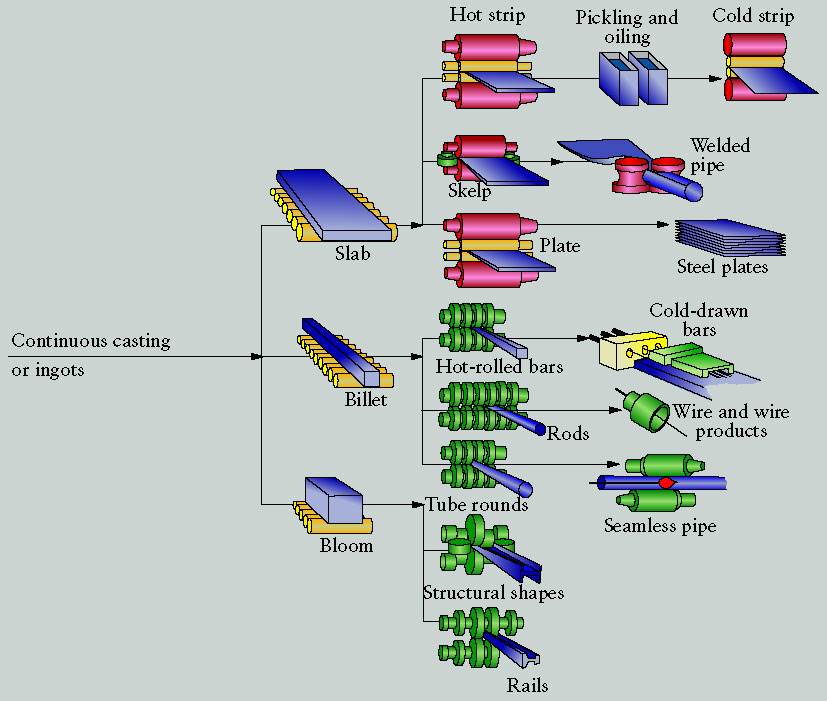 Hot strip
Pickling and
oiling
Cold strip
Skelp
Welded
pipe
Slab
Plate
Steel plates
Continuous casting
or ingots
Billet
Hot-rolled bars
Cold-drawn
bars
Rods
Wire and wire
products
Tube rounds
Seamless pipe
Bloom
Structural shapes
Rails